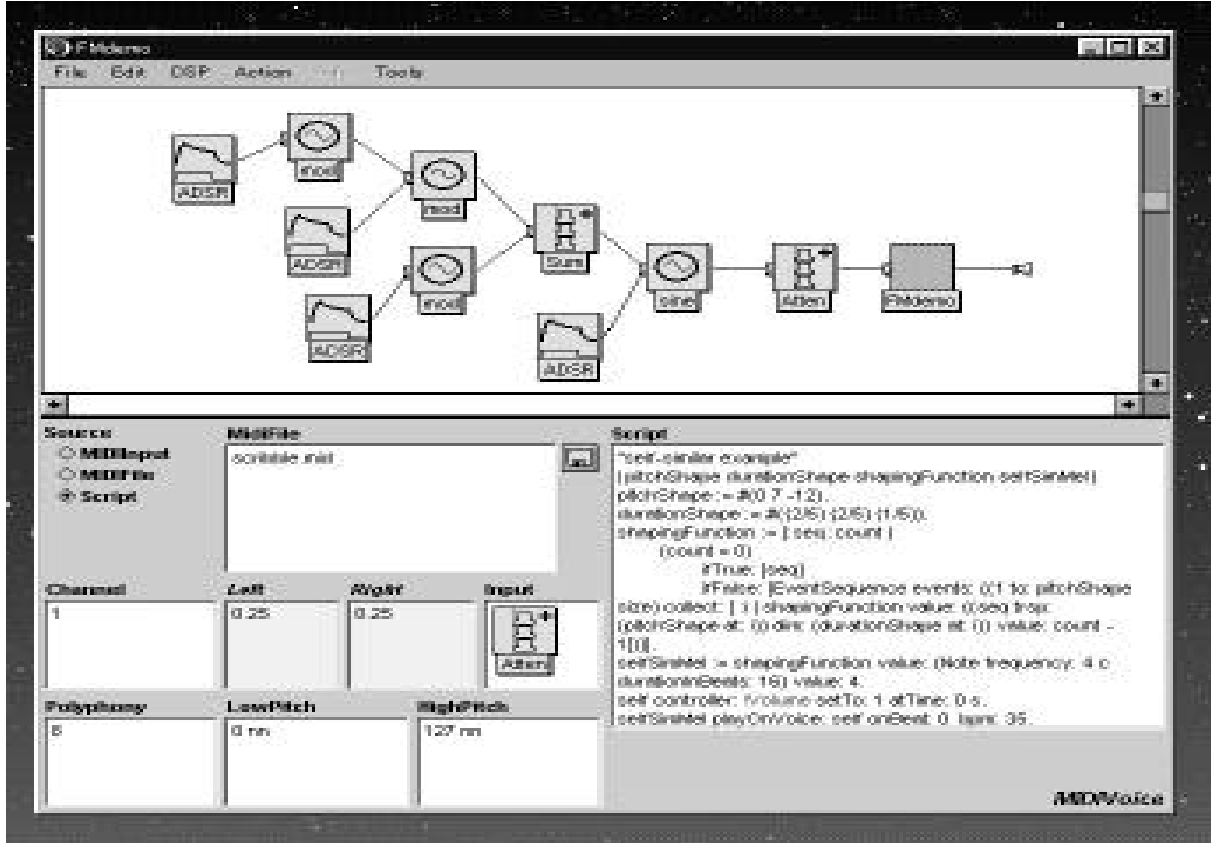 FMdemo
File Edit DSP Action Tools
ADSR
mod
ADSR
mod
ADSR
mod
Sum
ADSR
sine
Atten
FMdemo
Source
MIDIInput
MIDIFile
Script
MidiFile
scribble.mid
Script
"self-similar example"
|pitchShape durationShape shapingFunction selfSimMel|
pitchShape := #(0 7 -12).
durationShape := #({2/5} {2/5} {1/5}).
shapingFunction := [ :seq :count |
(count = 0)
ifTrue: [seq]
ifFalse: [EventSequence events: ((1 to: pitchShape
size) collect: [ :i | shapingFunction value: (seq trsp:
(pitchShape at: i) dim: (durationShape at: i)) value: count -
1])].
selfSimMel := shapingFunction value: (Note frequency: 4 c
durationInBeats: 16) value: 4.
self controller: !Volume setTo: 1 atTime: 0 s.
selfSimMel playOnVoice: self onBeat: 0 bpm: 35.
Channel
1
Left
0.25
Right
0.25
Input
Atten
Polyphony
8
LowPitch
0 nn
HighPitch
127 nn
MIDIVoice